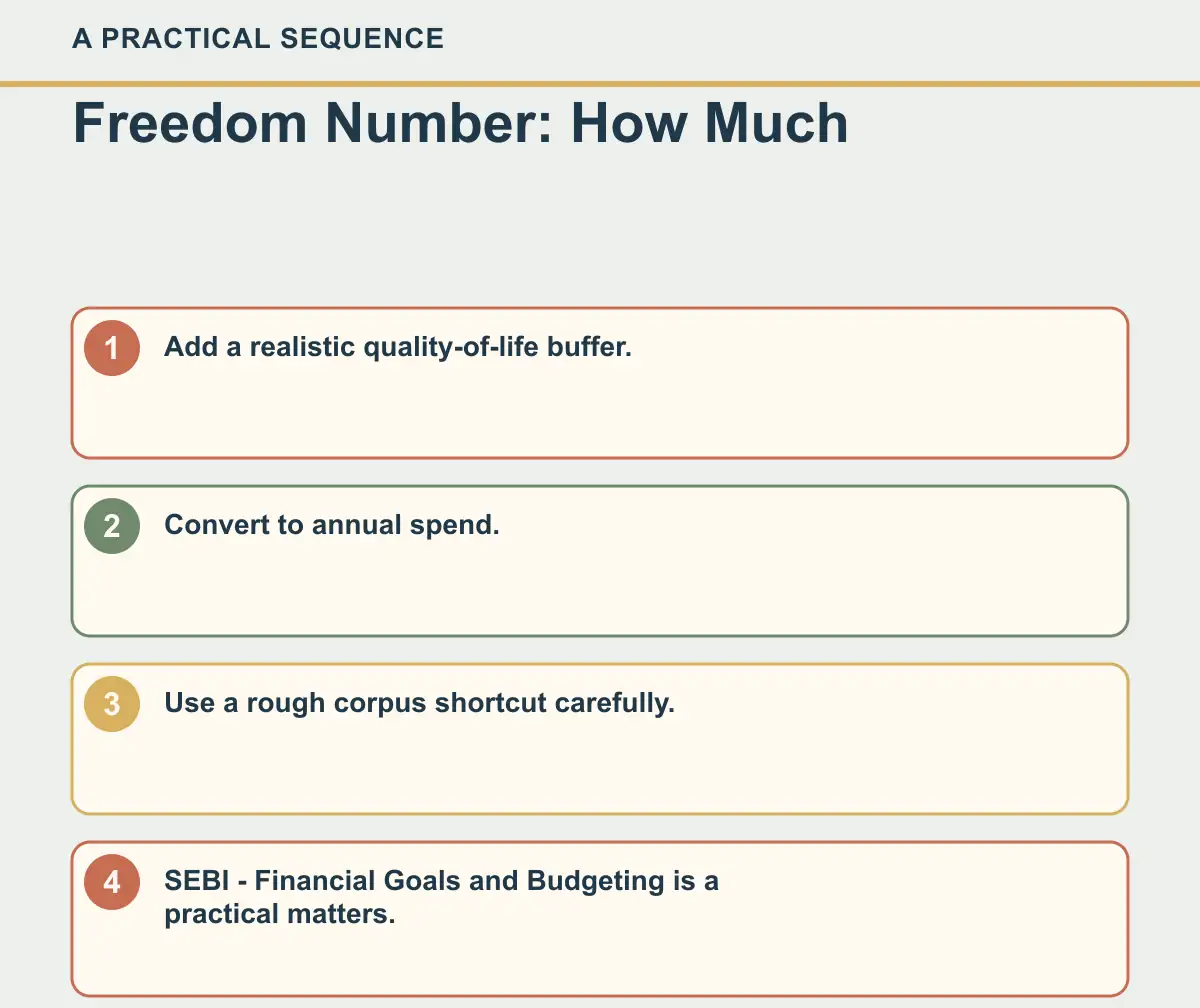 A PRACTICAL SEQUENCE
Freedom Number: How Much
1
Add a realistic quality-of-life buffer.
2
Convert to annual spend.
3
Use a rough corpus shortcut carefully.
4
SEBI - Financial Goals and Budgeting is a
practical matters.